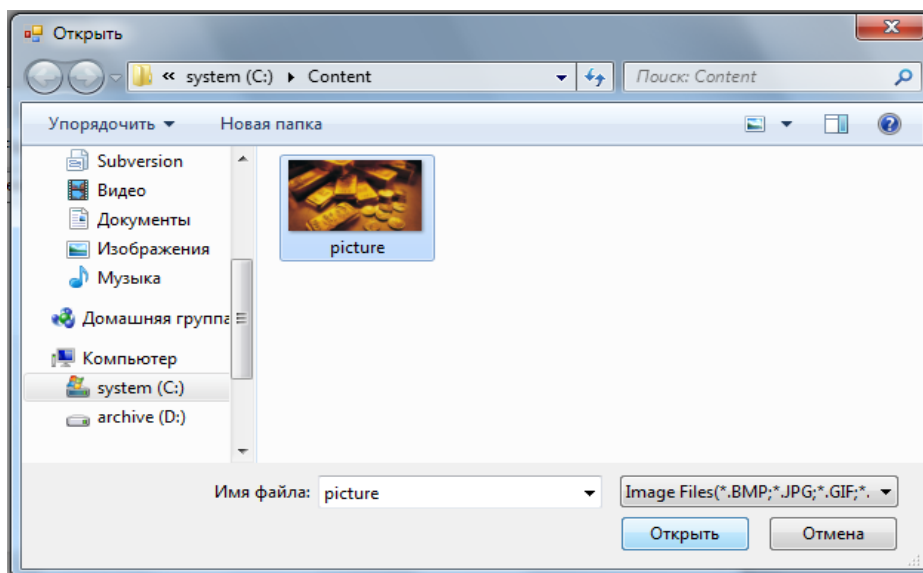 Открыть
« system (C:) ▸ Content
Поиск: Content
Упорядочить ▾ Новая папка
Subversion
Видео
Документы
Изображения
Музыка
Домашняя группа
Компьютер
system (C:)
archive (D:)
picture
Имя файла: picture
Image Files(*.BMP;*.JPG;*.GIF;*.
Открыть Отмена